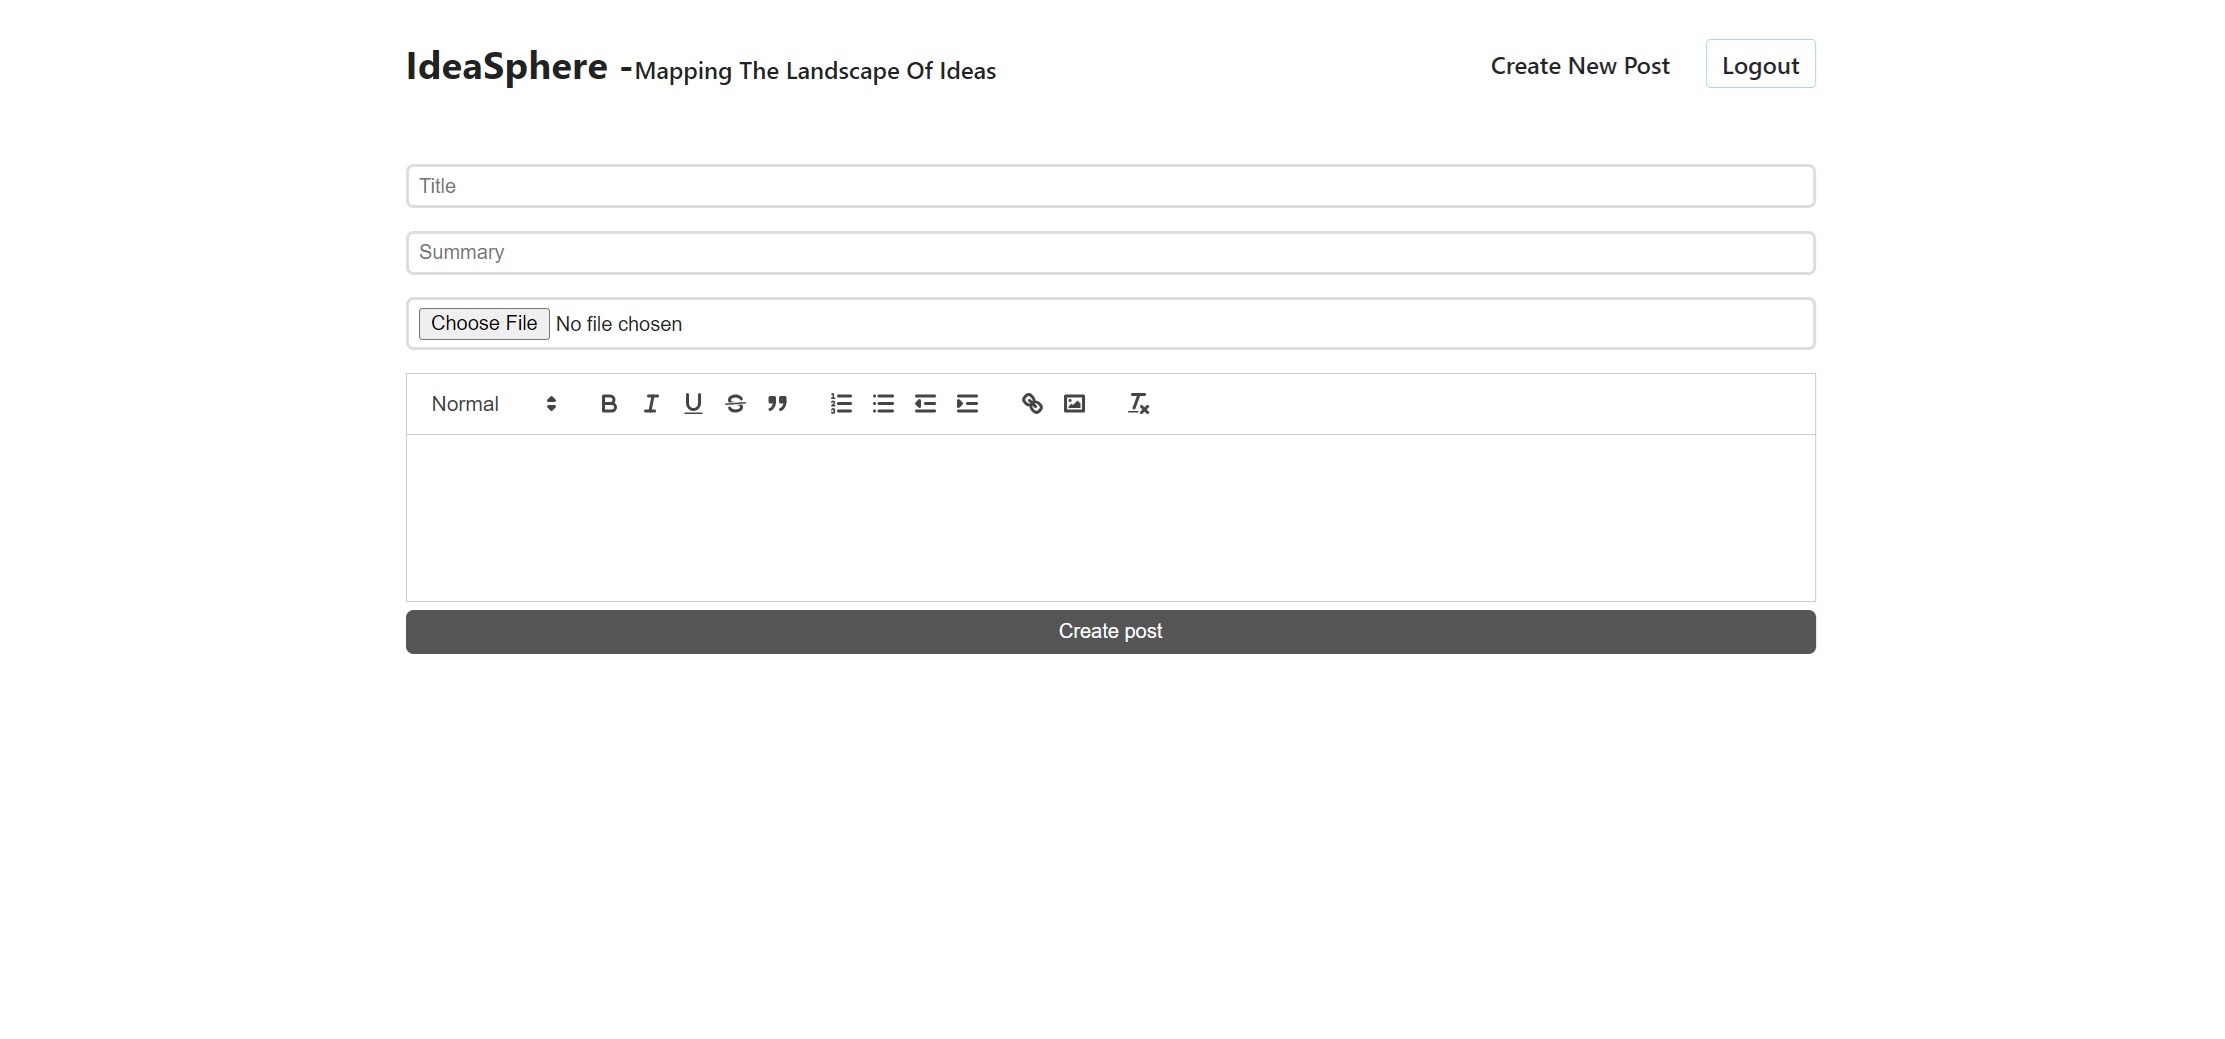 IdeaSphere -Mapping The Landscape Of Ideas
Create New Post
Logout
Title
Summary
Choose File No file chosen
Normal
Create post